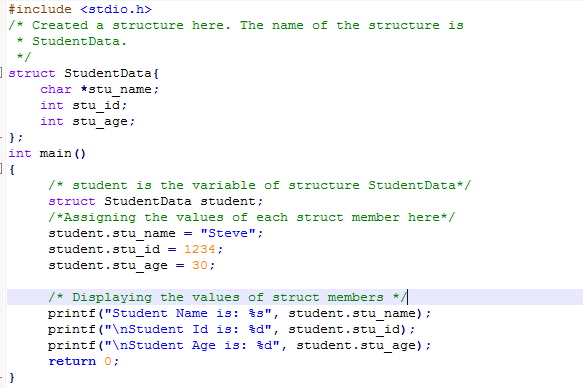 #include <stdio.h>
/* Created a structure here. The name of the structure is
 * StudentData.
 */
struct StudentData{
    char *stu_name;
    int stu_id;
    int stu_age;
};
int main()
{
     /* student is the variable of structure StudentData*/
     struct StudentData student;
     /*Assigning the values of each struct member here*/
     student.stu_name = "Steve";
     student.stu_id = 1234;
     student.stu_age = 30;

     /* Displaying the values of struct members */
     printf("Student Name is: %s", student.stu_name);
     printf("\nStudent Id is: %d", student.stu_id);
     printf("\nStudent Age is: %d", student.stu_age);
     return 0;
}